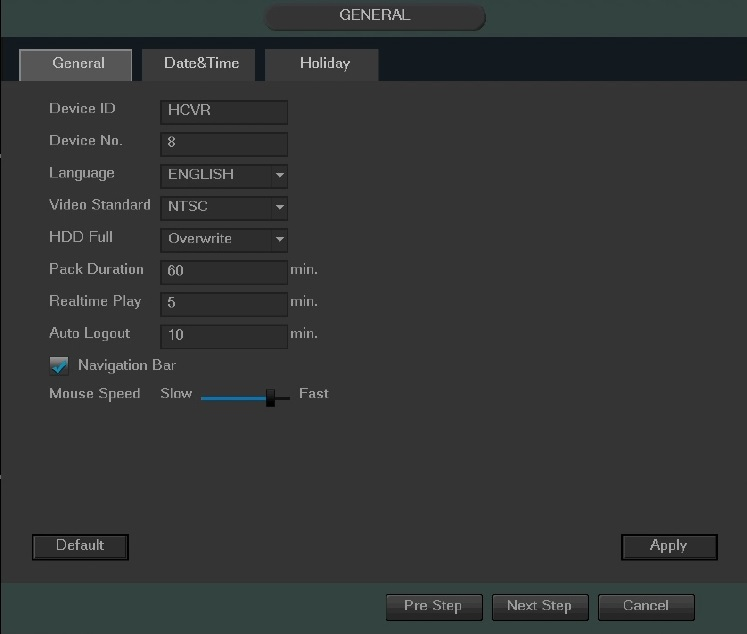 GENERAL
General Date&Time Holiday
Device ID HCVR
Device No. 8
Language ENGLISH
Video Standard NTSC
HDD Full Overwrite
Pack Duration 60 min.
Realtime Play 5 min.
Auto Logout 10 min.
Navigation Bar
Mouse Speed Slow Fast
Default Apply
Pre Step Next Step Cancel